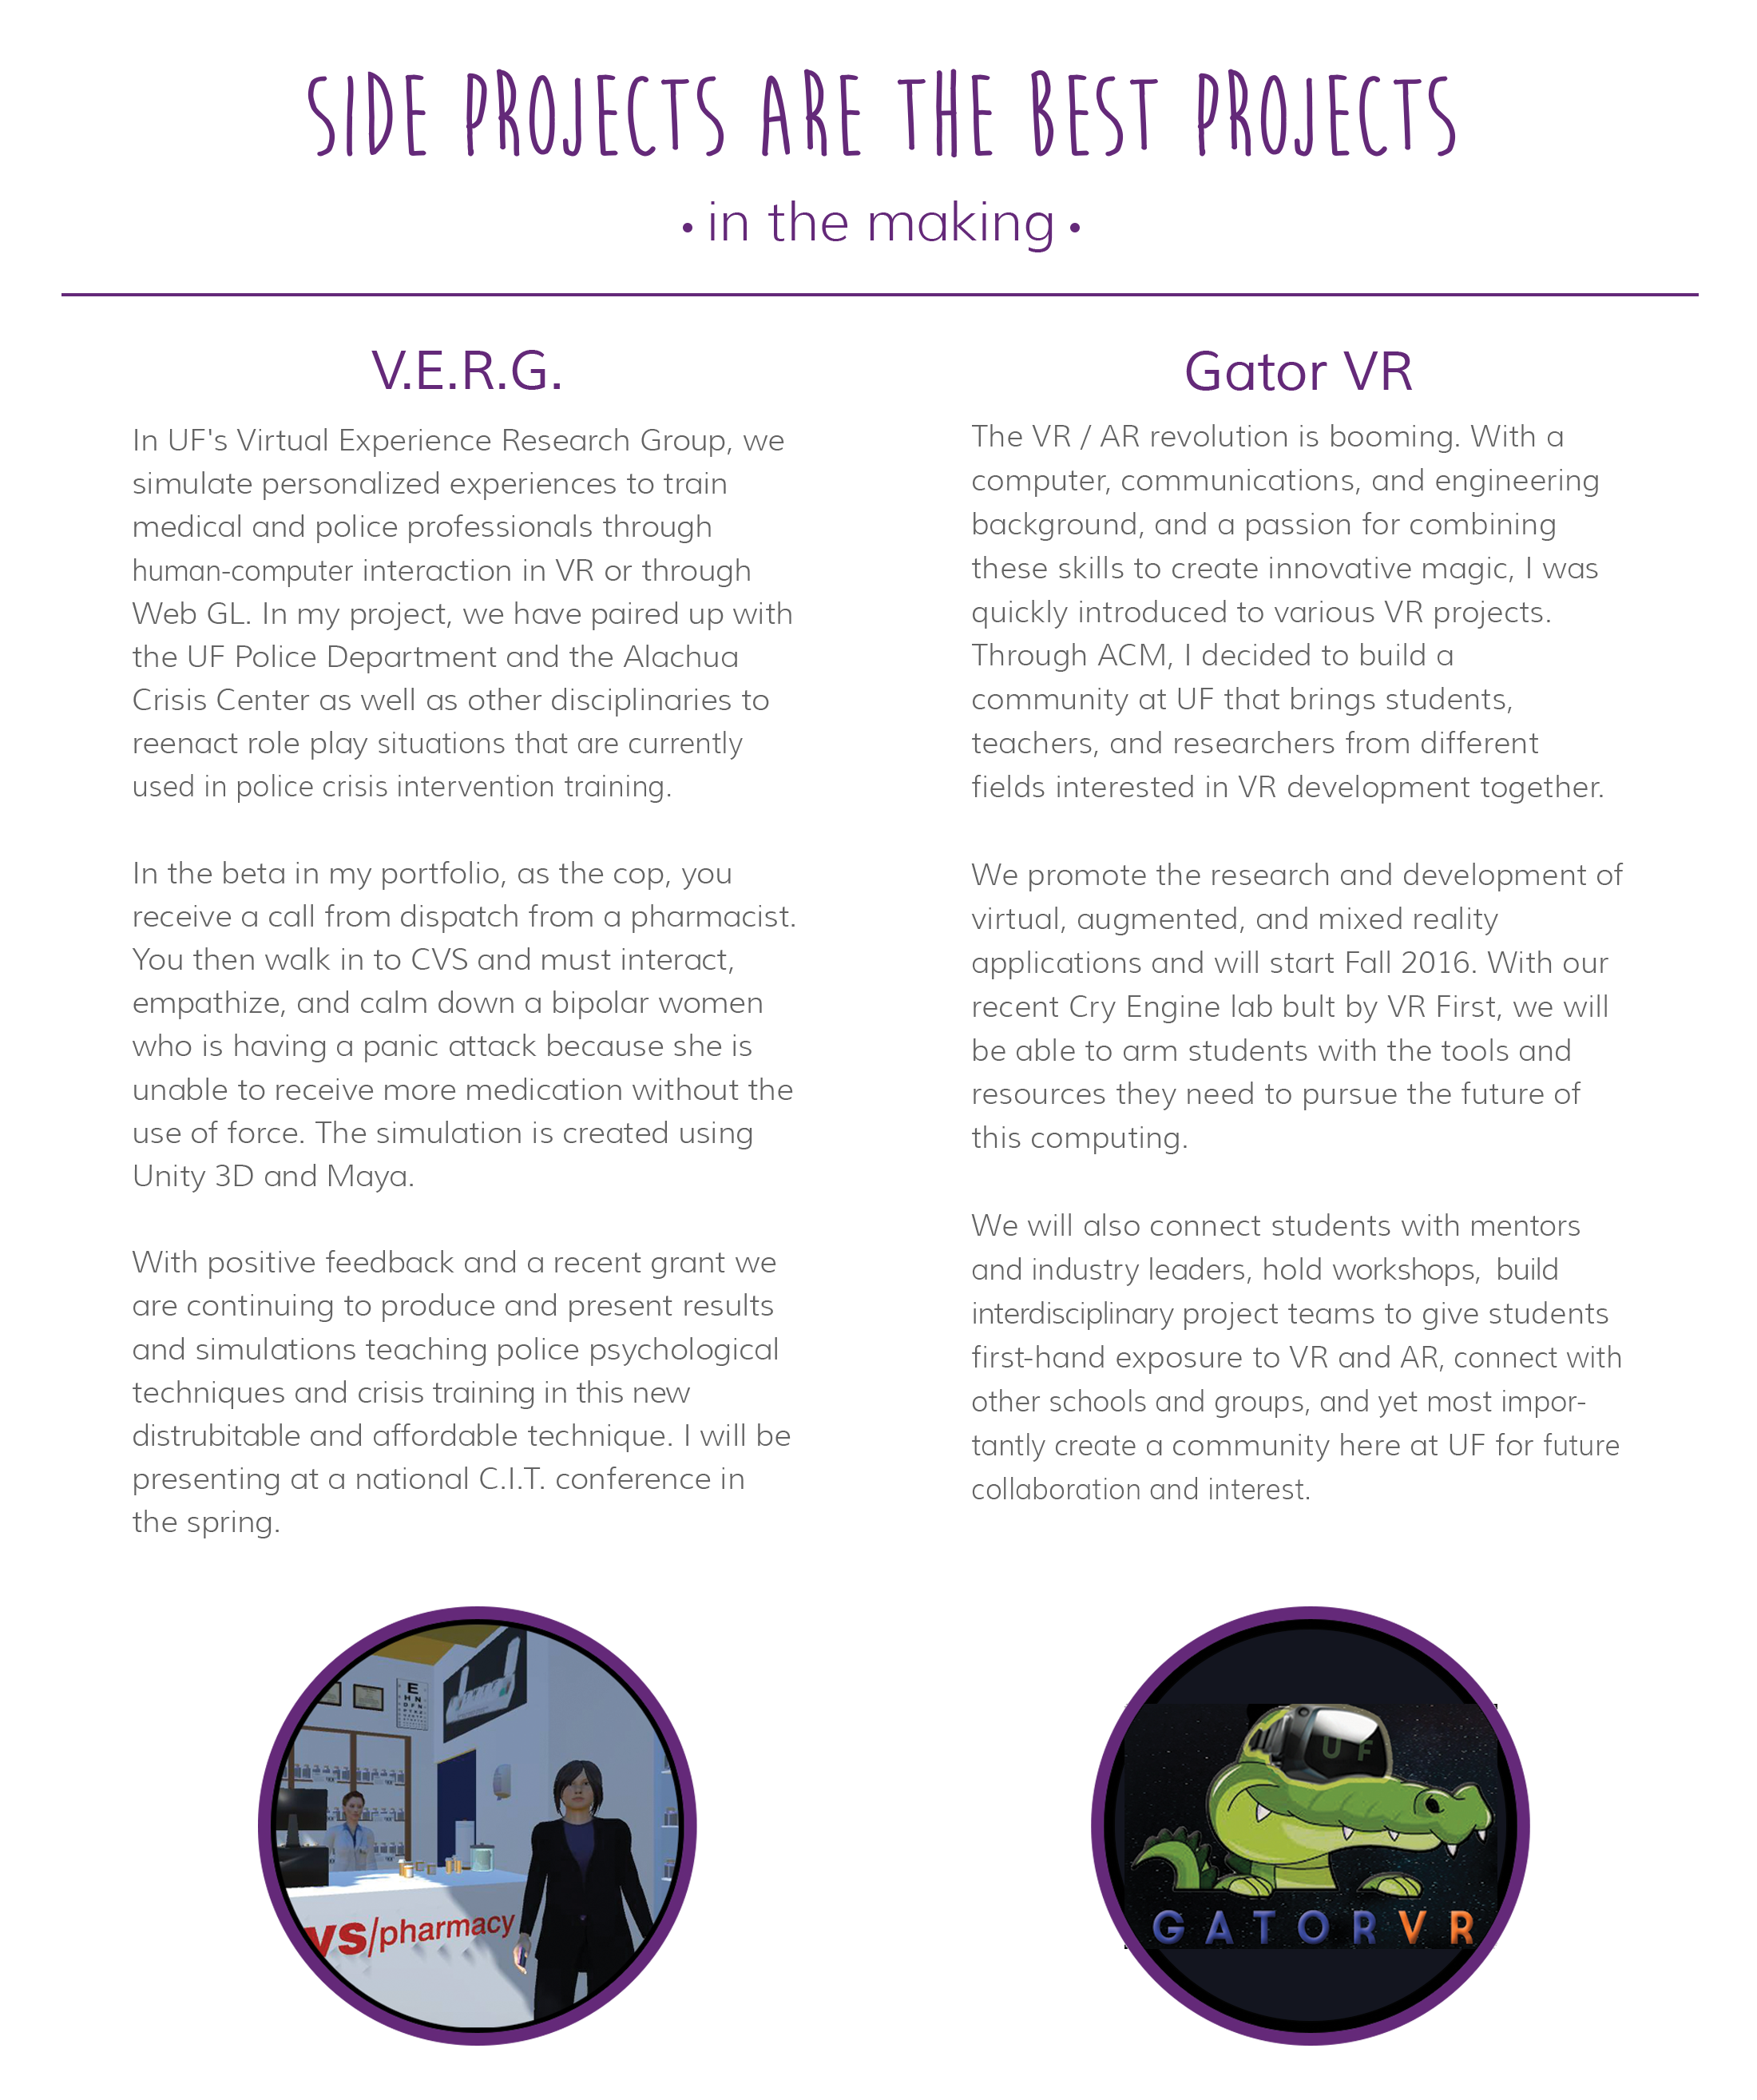 SIDE PROJECTS ARE THE BEST PROJECTS
• in the making •
V.E.R.G.
In UF's Virtual Experience Research Group, we
simulate personalized experiences to train
medical and police professionals through
human-computer interaction in VR or through
Web GL. In my project, we have paired up with
the UF Police Department and the Alachua
Crisis Center as well as other disciplinaries to
reenact role play situations that are currently
used in police crisis intervention training.
In the beta in my portfolio, as the cop, you
receive a call from dispatch from a pharmacist.
You then walk in to CVS and must interact,
empathize, and calm down a bipolar women
who is having a panic attack because she is
unable to receive more medication without the
use of force. The simulation is created using
Unity 3D and Maya.
With positive feedback and a recent grant we
are continuing to produce and present results
and simulations teaching police psychological
techniques and crisis training in this new
distrubitable and affordable technique. I will be
presenting at a national C.I.T. conference in
the spring.
E
H N
D F N
vs/pharmacy
Gator VR
The VR / AR revolution is booming. With a
computer, communications, and engineering
background, and a passion for combining
these skills to create innovative magic, I was
quickly introduced to various VR projects.
Through ACM, I decided to build a
community at UF that brings students,
teachers, and researchers from different
fields interested in VR development together.
We promote the research and development of
virtual, augmented, and mixed reality
applications and will start Fall 2016. With our
recent Cry Engine lab bult by VR First, we will
be able to arm students with the tools and
resources they need to pursue the future of
this computing.
We will also connect students with mentors
and industry leaders, hold workshops,  build
interdisciplinary project teams to give students
first-hand exposure to VR and AR, connect with
other schools and groups, and yet most impor-
tantly create a community here at UF for future
collaboration and interest.
UF
GATORVR